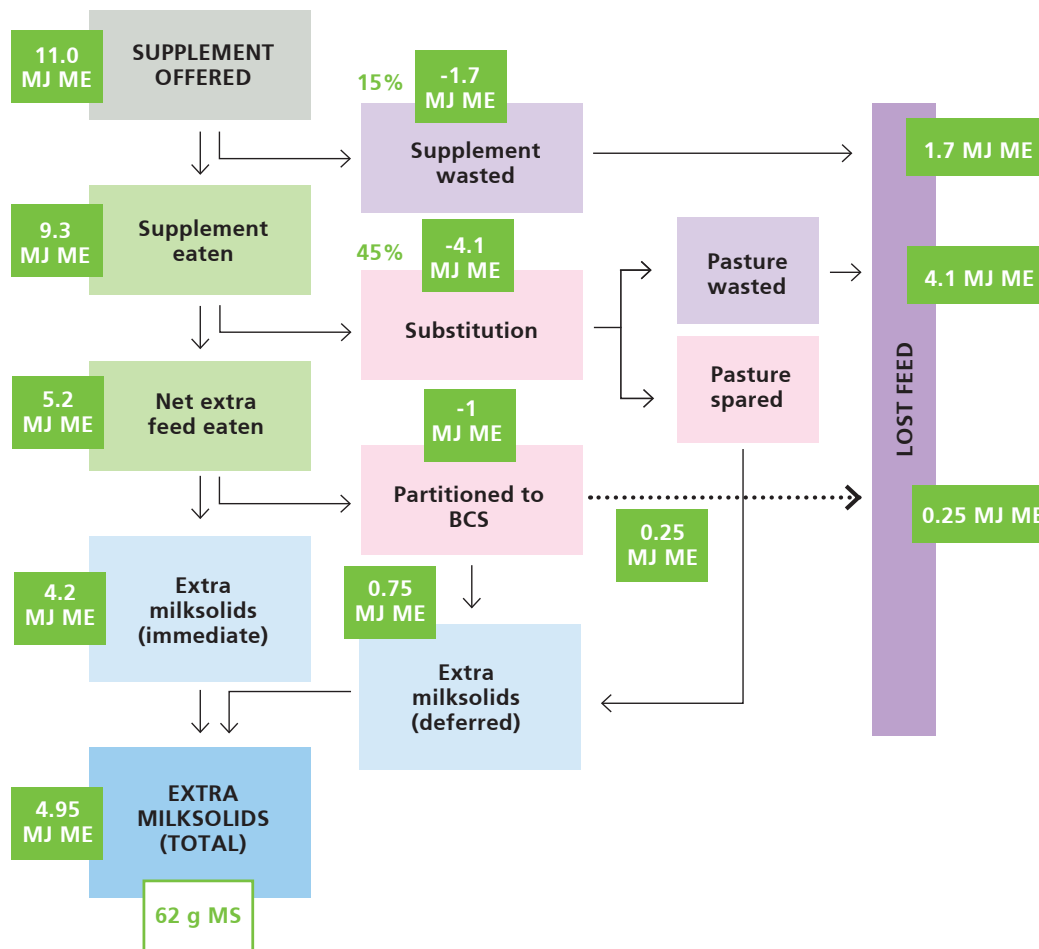 11.0
MJ ME
SUPPLEMENT
OFFERED
15%
-1.7
MJ ME
Supplement
wasted
1.7 MJ ME
9.3
MJ ME
Supplement
eaten
45%
-4.1
MJ ME
Substitution
Pasture
wasted
4.1 MJ ME
Pasture
spared
LOST FEED
5.2
MJ ME
Net extra
feed eaten
-1
MJ ME
Partitioned to
BCS
0.25
MJ ME
0.25 MJ ME
4.2
MJ ME
Extra
milksolids
(immediate)
0.75
MJ ME
Extra
milksolids
(deferred)
4.95
MJ ME
EXTRA
MILKSOLIDS
(TOTAL)
62 g MS